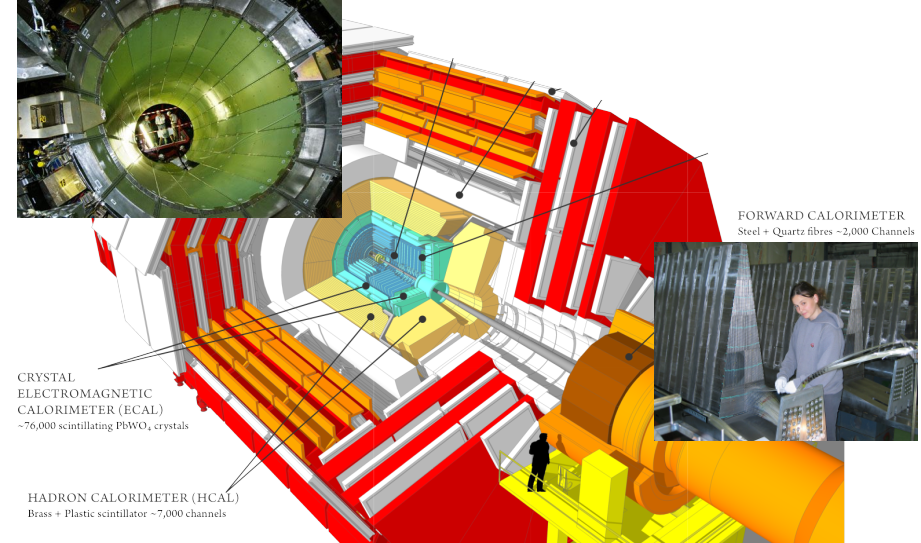 FORWARD CALORIMETER
Steel + Quartz fibres ~2,000 Channels
CRYSTAL
ELECTROMAGNETIC
CALORIMETER (ECAL)
~76,000 scintillating PbWO₄ crystals
HADRON CALORIMETER (HCAL)
Brass + Plastic scintillator ~7,000 channels